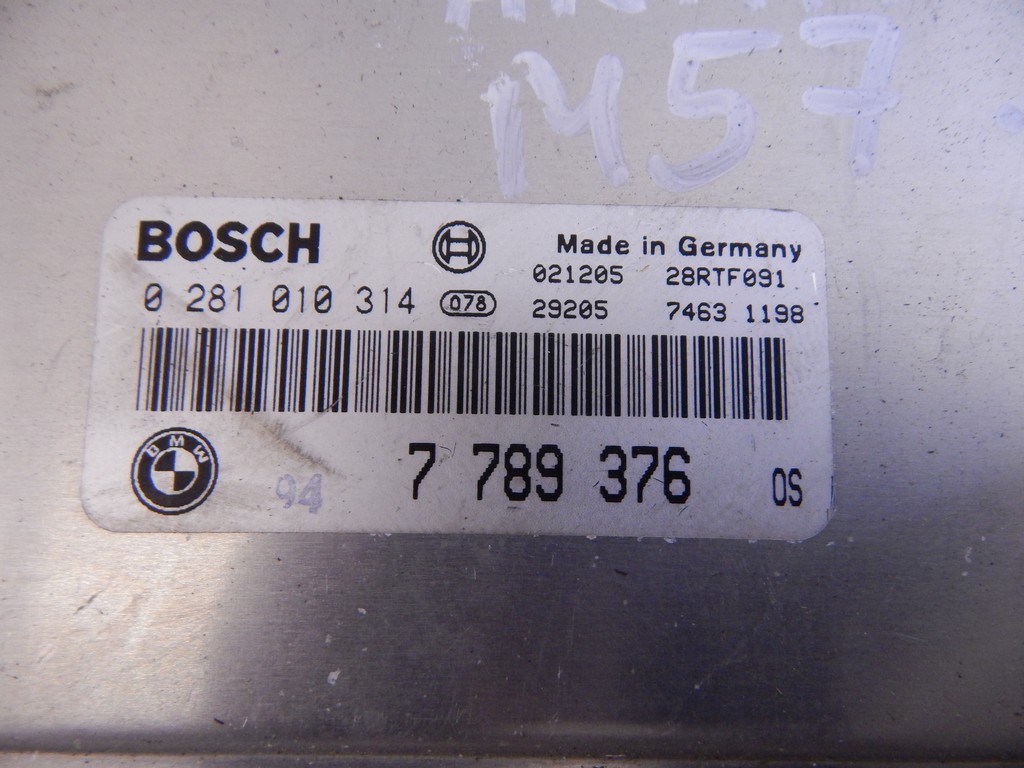 M57
BOSCH
Made in Germany
021205 28RTF091
0 281 010 314 078
29205 7463 1198
BMW
94
7 789 376 OS